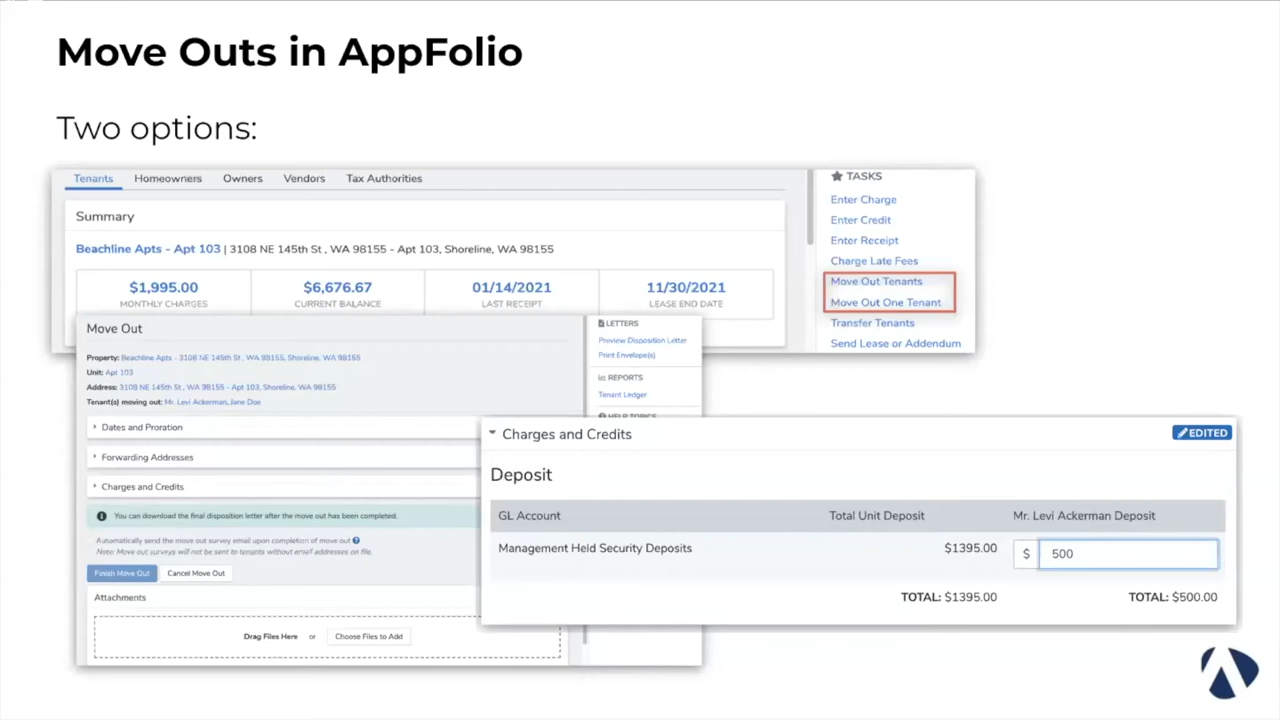 Move Outs in AppFolio
Two options:
Tenants Homeowners Owners Vendors Tax Authorities
Summary
Beachline Apts - Apt 103 | 3108 NE 145th St , WA 98155 - Apt 103, Shoreline, WA 98155
$1,995.00 $6,676.67 01/14/2021 11/30/2021
MONTHLY CHARGES CURRENT BALANCE LAST RECEIPT LEASE END DATE
TASKS
Enter Charge
Enter Credit
Enter Receipt
Charge Late Fees
Move Out Tenants
Move Out One Tenant
Transfer Tenants
Send Lease or Addendum
Move Out
Property: Beachline Apts - 3108 NE 145th St , WA 98155, Shoreline, WA 98155
Unit: Apt 103
Address: 3108 NE 145th St , WA 98155 - Apt 103, Shoreline, WA 98155
Tenant(s) moving out: Mr. Levi Ackerman, Jane Doe
Dates and Proration
Forwarding Addresses
Charges and Credits
You can download the final disposition letter after the move out has been completed.
Automatically send the move out survey email upon completion of move out
Note: Move out surveys will not be sent to tenants without email addresses on file.
Finish Move Out Cancel Move Out
Attachments
Drag Files Here or Choose Files to Add
LETTERS
Preview Disposition Letter
Print Envelope(s)
REPORTS
Tenant Ledger
HELP TOPICS
Charges and Credits EDITED
Deposit
GL Account Total Unit Deposit Mr. Levi Ackerman Deposit
Management Held Security Deposits $1395.00 $ 500
TOTAL: $1395.00 TOTAL: $500.00